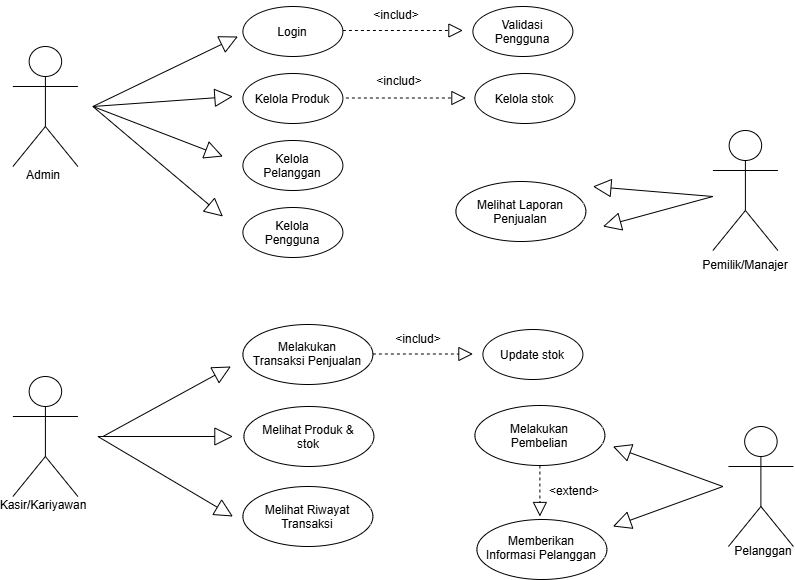 <includ>
Login
Validasi
Pengguna
<includ>
Kelola Produk
Kelola stok
Admin
Kelola
Pelanggan
Melihat Laporan
Penjualan
Kelola
Pengguna
Pemilik/Manajer
Melakukan
Transaksi Penjualan
<includ>
Update stok
Melihat Produk &
stok
Melakukan
Pembelian
Kasir/Kariyawan
<extend>
Melihat Riwayat
Transaksi
Memberikan
Informasi Pelanggan
Pelanggan